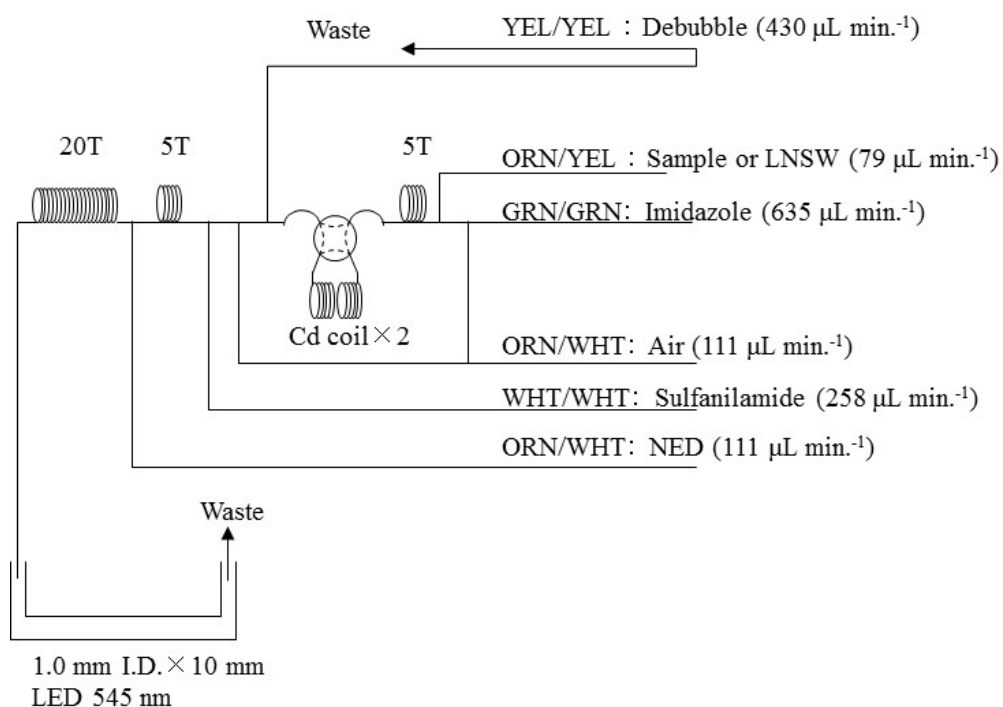 Waste
YEL/YEL : Debubble (430 μL min.⁻¹)
20T
5T
5T
ORN/YEL : Sample or LNSW (79 μL min.⁻¹)
GRN/GRN: Imidazole (635 μL min.⁻¹)
Cd coil×2
ORN/WHT: Air (111 μL min.⁻¹)
WHT/WHT: Sulfanilamide (258 μL min.⁻¹)
ORN/WHT: NED (111 μL min.⁻¹)
Waste
1.0 mm I.D.×10 mm
LED 545 nm